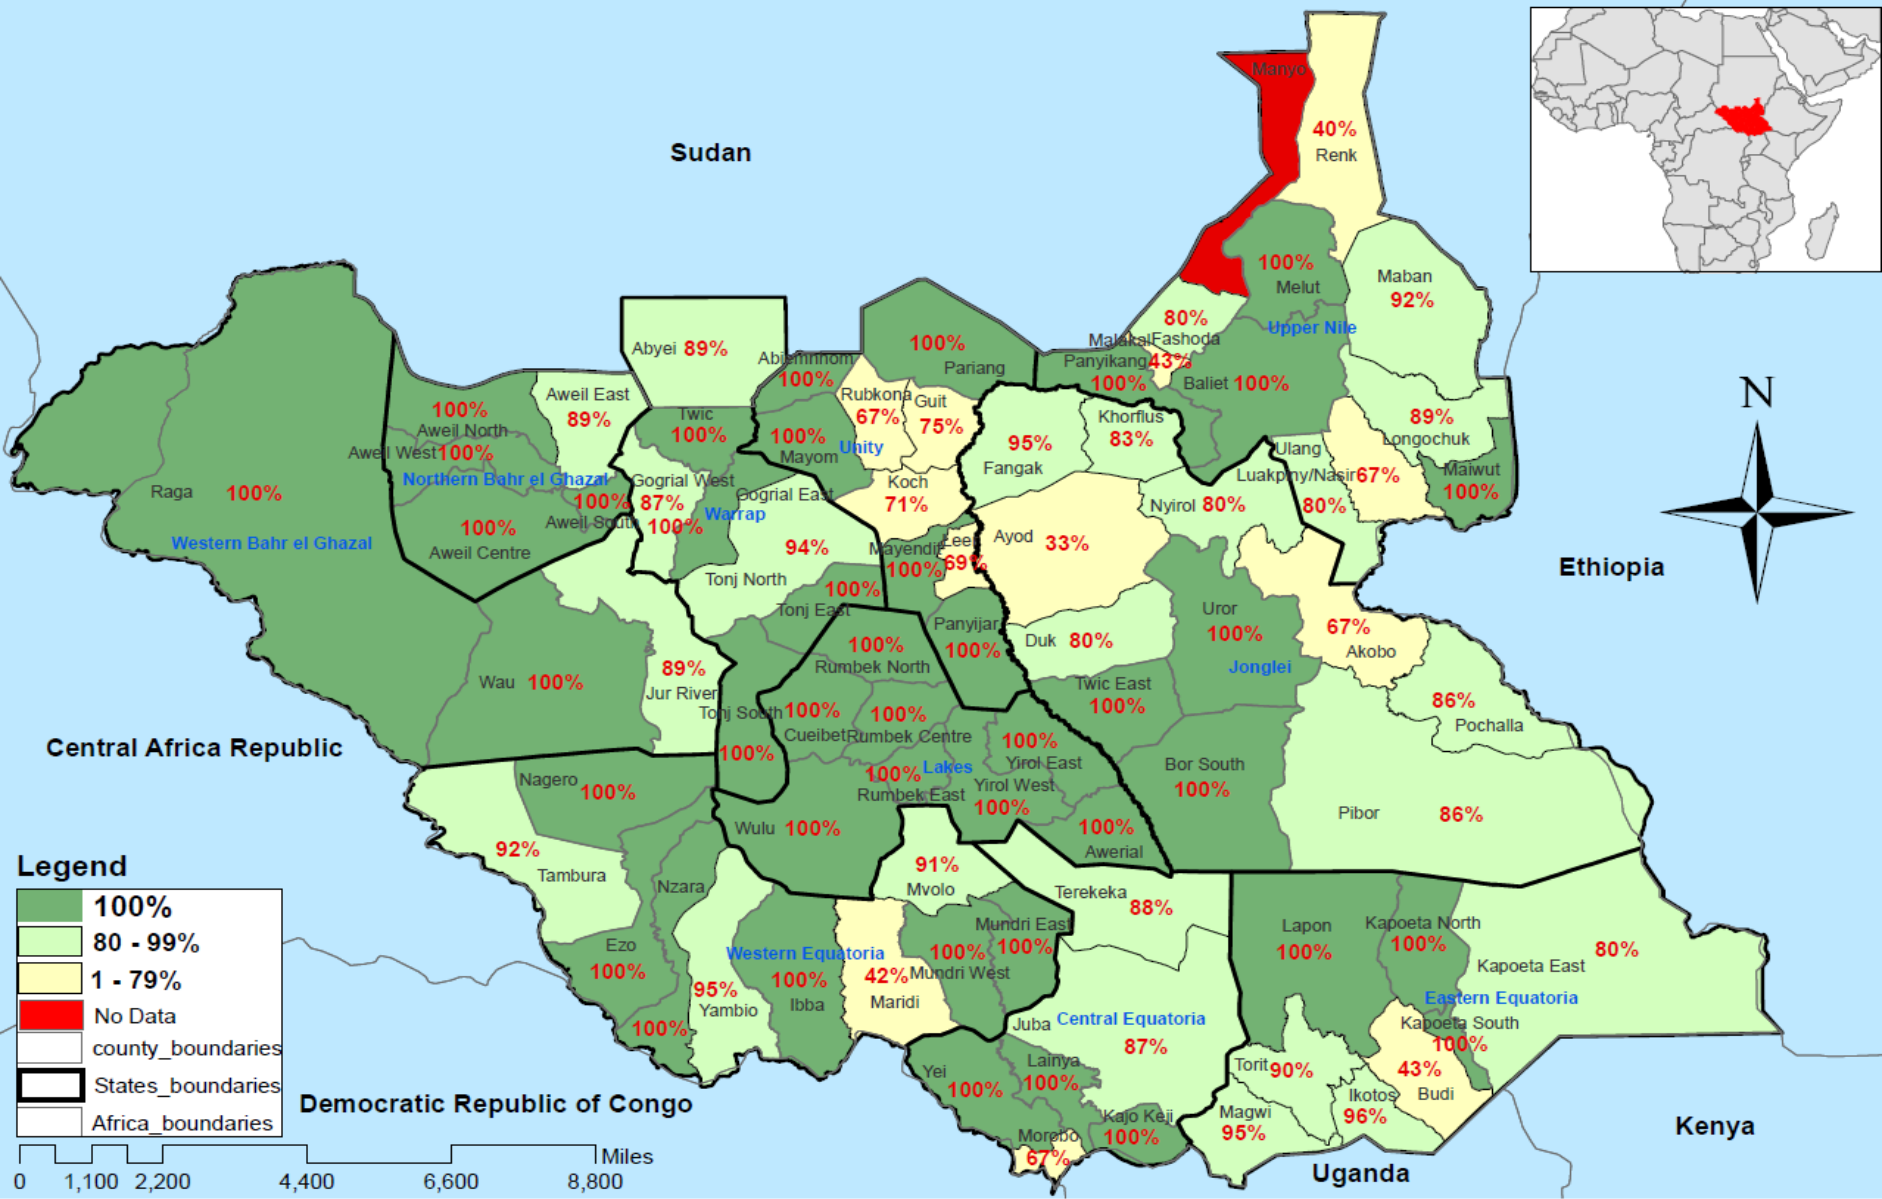 Manyo
40%
Renk
Sudan
100%
Melut
Maban
92%
Upper Nile
80%
Malakal
Fashoda
43%
Panyikang
100%
Baliet
100%
Abyei
89%
Abiemnhom
100%
100%
Pariang
Rubkona
67%
Guit
75%
100%
Mayom
Unity
Koch
71%
95%
Fangak
Khorflus
83%
89%
Longochuk
Ulang
Luakpiny/Nasir
67%
80%
Maiwut
100%
N
Aweil East
89%
100%
Aweil North
Aweil West
100%
Northern Bahr el Ghazal
100%
Aweil South
100%
Aweil Centre
Raga
100%
Western Bahr el Ghazal
Twic
100%
Gogrial West
87%
100%
Gogrial East
Warrap
94%
Tonj North
100%
Tonj East
Mayendit
100%
Leer
69%
Ayod
33%
Nyirol
80%
Ethiopia
Uror
100%
Jonglei
67%
Akobo
Duk
80%
Panyijar
100%
100%
Rumbek North
Wau
100%
89%
Jur River
Tonj South
100%
100%
Cueibet
100%
Rumbek Centre
Twic East
100%
86%
Pochalla
100%
Yirol East
Lakes
100%
Rumbek East
Yirol West
100%
Bor South
100%
Pibor
86%
Central Africa Republic
Nagero
100%
Wulu
100%
100%
Awerial
92%
Tambura
Nzara
91%
Mvolo
Terekeka
88%
Lapon
100%
Kapoeta North
100%
80%
Kapoeta East
Eastern Equatoria
Ezo
100%
Western Equatoria
100%
Ibba
42%
Maridi
100%
Mundri West
Mundri East
100%
95%
Yambio
100%
Juba
Central Equatoria
87%
Kapoeta South
100%
Torit
90%
43%
Budi
Ikotos
96%
Magwi
95%
Yei
100%
Lainya
100%
Kajo Keji
100%
Morobo
67%
Democratic Republic of Congo
Uganda
Kenya
Legend
100%
80 - 99%
1 - 79%
No Data
county_boundaries
States_boundaries
Africa_boundaries
Miles
0 1,100 2,200 4,400 6,600 8,800